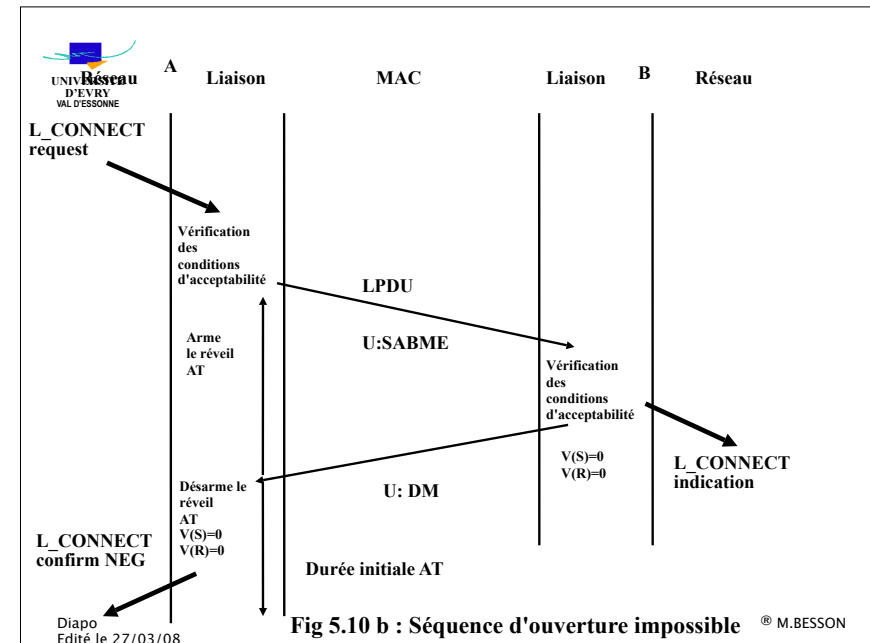 UNIVERSITE
D'EVRY
VAL D'ESSONNE
Réseau
A
Liaison
MAC
Liaison
B
Réseau
L_CONNECT
request
Vérification
des
conditions
d'acceptabilité
LPDU
Arme
le réveil
AT
U:SABME
Vérification
des
conditions
d'acceptabilité
V(S)=0
V(R)=0
L_CONNECT
indication
Désarme le
réveil
AT
V(S)=0
V(R)=0
U: DM
L_CONNECT
confirm NEG
Durée initiale AT
Diapo
Edité le 27/03/08
Fig 5.10 b : Séquence d'ouverture impossible
® M.BESSON